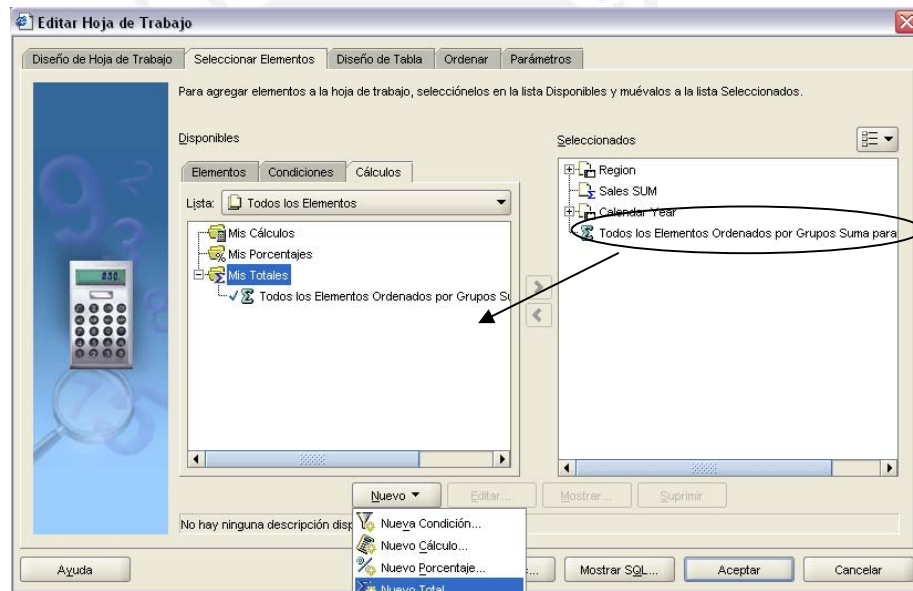 Editar Hoja de Trabajo
Diseño de Hoja de Trabajo
Seleccionar Elementos
Diseño de Tabla
Ordenar
Parámetros
Para agregar elementos a la hoja de trabajo, selecciónelos en la lista Disponibles y muévalos a la lista Seleccionados.
Disponibles
Seleccionados
Elementos
Condiciones
Cálculos
Lista:
Todos los Elementos
Mis Cálculos
Mis Porcentajes
Mis Totales
Todos los Elementos Ordenados por Grupos
Region
Sales SUM
Calendar Year
Todos los Elementos Ordenados por Grupos Suma para
Nuevo
Editar...
Mostrar...
Suprimir
No hay ninguna descripción
Nueva Condición...
Nuevo Cálculo...
Nuevo Porcentaje...
Nuevo Total
Ayuda
Mostrar SQL...
Aceptar
Cancelar